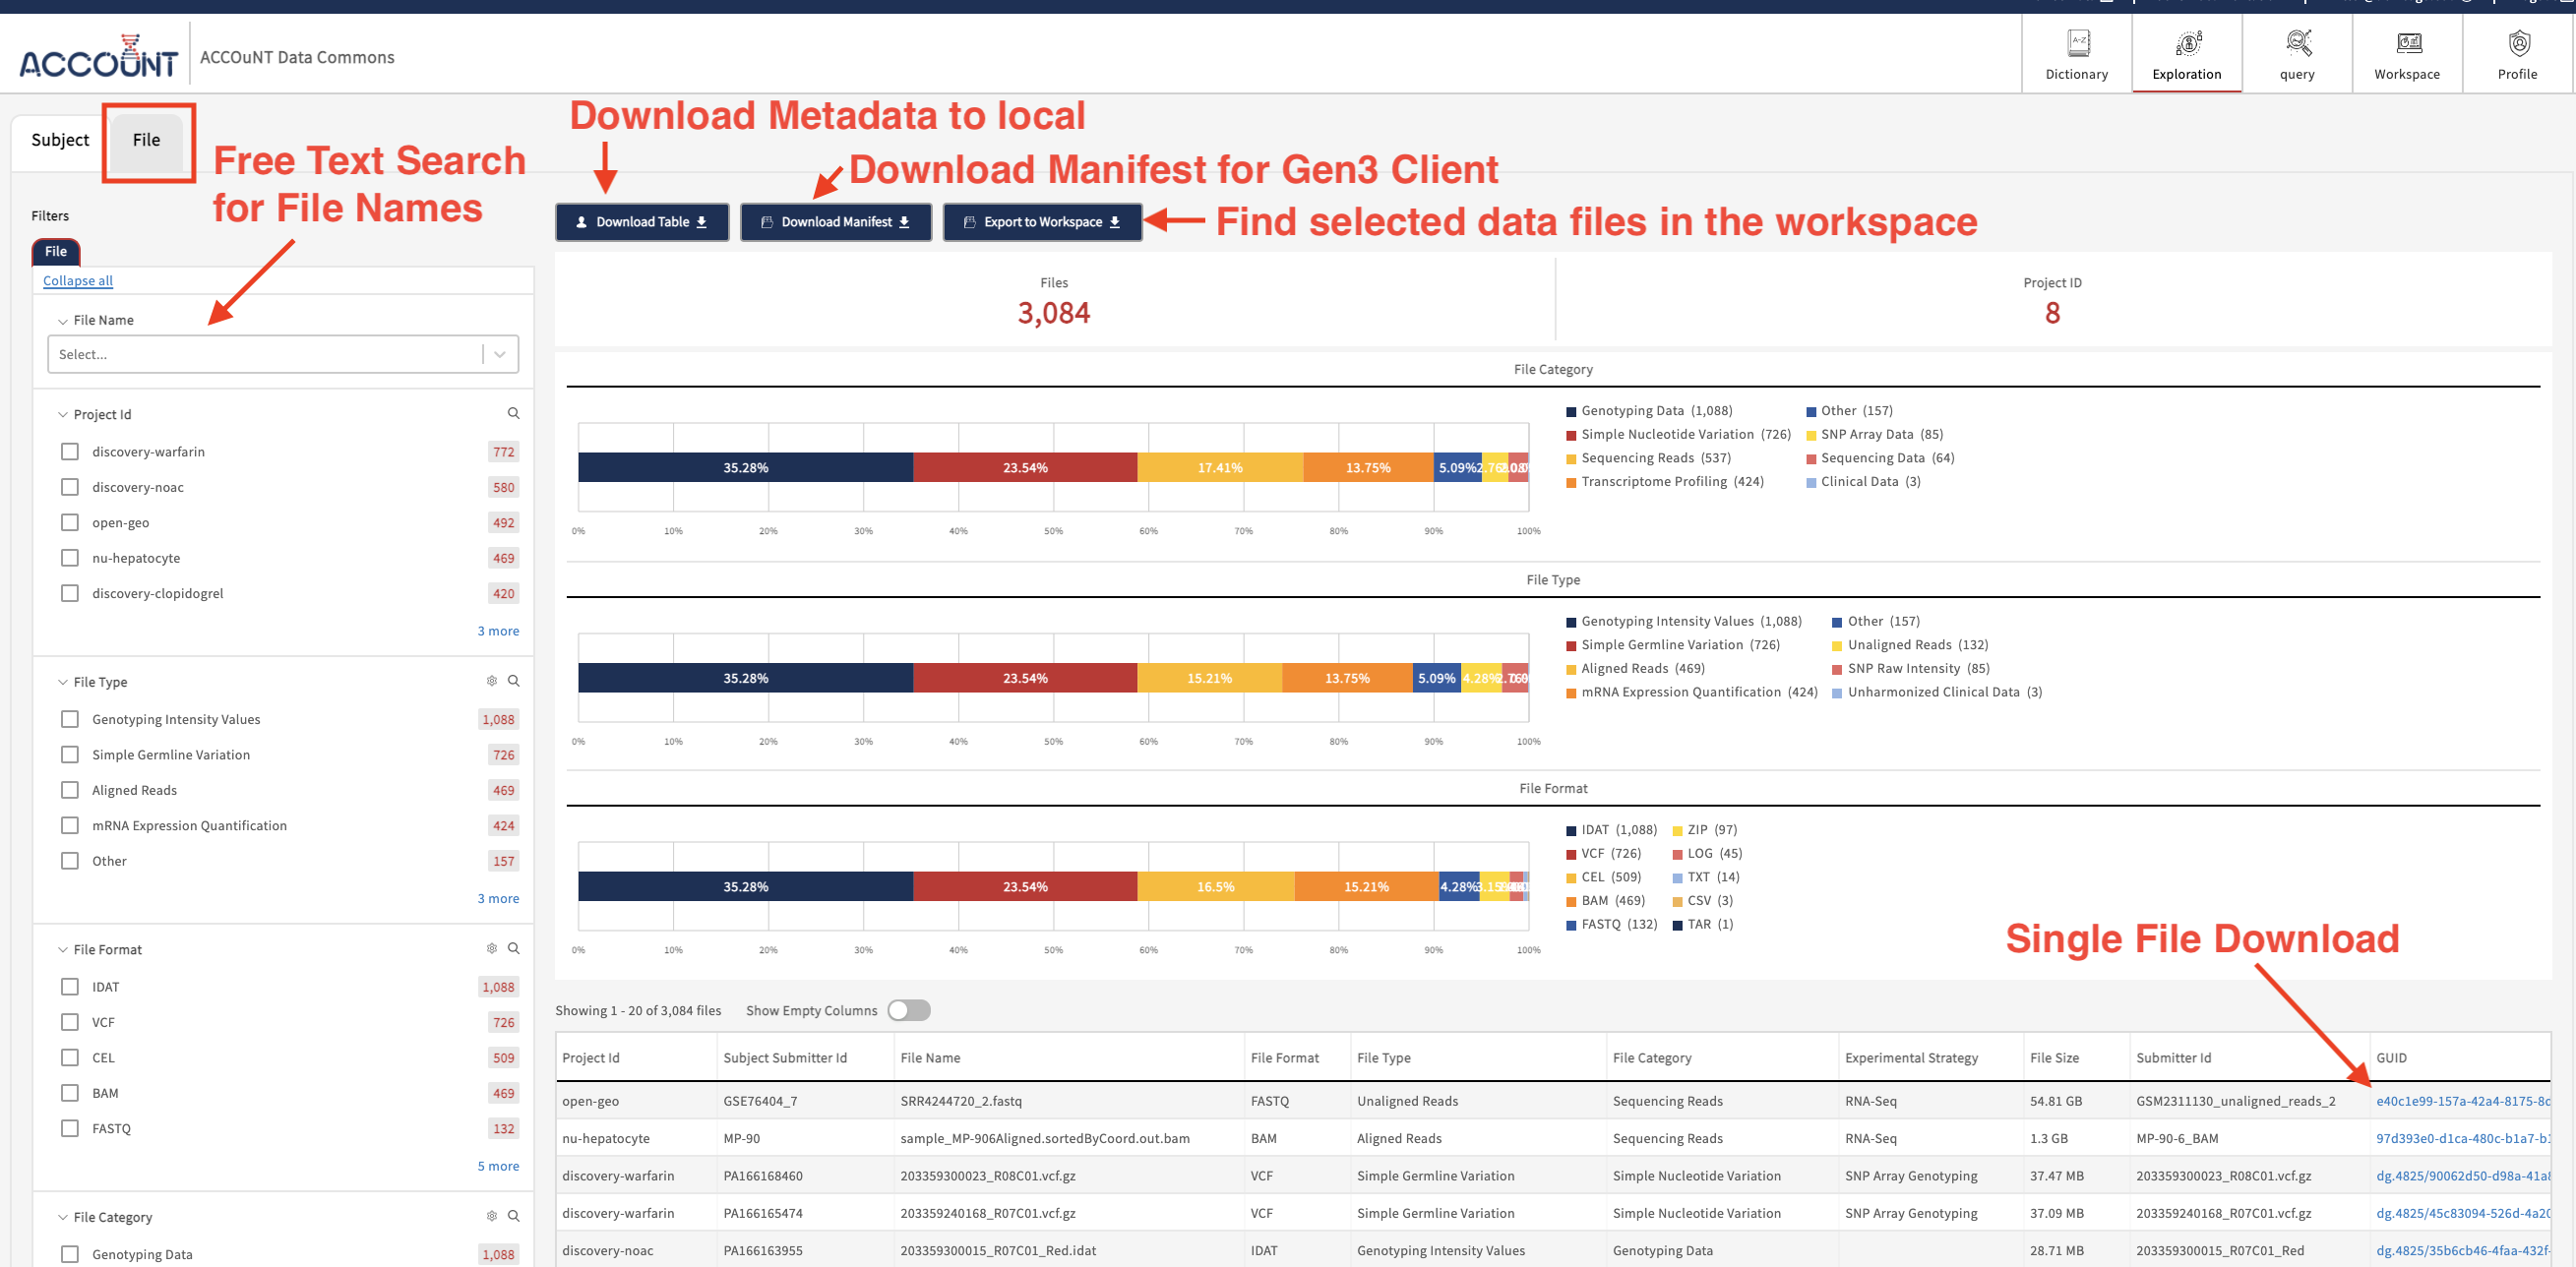 ACCOuNT
ACCOuNT Data Commons
Dictionary
Exploration
query
Workspace
Profile
Subject
File
Free Text Search
for File Names
Download Metadata to local
Download Manifest for Gen3 Client
Find selected data files in the workspace
Download Table
Download Manifest
Export to Workspace
Filters
File
Collapse all
File Name
Select...
Project Id
discovery-warfarin 772
discovery-noac 580
open-geo 492
nu-hepatocyte 469
discovery-clopidogrel 420
3 more
File Type
Genotyping Intensity Values 1,088
Simple Germline Variation 726
Aligned Reads 469
mRNA Expression Quantification 424
Other 157
3 more
File Format
IDAT 1,088
VCF 726
CEL 509
BAM 469
FASTQ 132
5 more
File Category
Genotyping Data 1,088
Files
3,084
Project ID
8
File Category
35.28% 23.54% 17.41% 13.75% 5.09%
0% 10% 20% 30% 40% 50% 60% 70% 80% 90% 100%
Genotyping Data (1,088) Other (157)
Simple Nucleotide Variation (726) SNP Array Data (85)
Sequencing Reads (537) Sequencing Data (64)
Transcriptome Profiling (424) Clinical Data (3)
File Type
35.28% 23.54% 15.21% 13.75% 5.09% 4.28%
0% 10% 20% 30% 40% 50% 60% 70% 80% 90% 100%
Genotyping Intensity Values (1,088) Other (157)
Simple Germline Variation (726) Unaligned Reads (132)
Aligned Reads (469) SNP Raw Intensity (85)
mRNA Expression Quantification (424) Unharmonized Clinical Data (3)
File Format
35.28% 23.54% 16.5% 15.21% 4.28%
0% 10% 20% 30% 40% 50% 60% 70% 80% 90% 100%
IDAT (1,088) ZIP (97)
VCF (726) LOG (45)
CEL (509) TXT (14)
BAM (469) CSV (3)
FASTQ (132) TAR (1)
Single File Download
Showing 1 - 20 of 3,084 files Show Empty Columns
Project Id Subject Submitter Id File Name File Format File Type File Category Experimental Strategy File Size Submitter Id GUID
open-geo GSE76404_7 SRR4244720_2.fastq FASTQ Unaligned Reads Sequencing Reads RNA-Seq 54.81 GB GSM2311130_unaligned_reads_2 e40c1e99-157a-42a4-8175-8c
nu-hepatocyte MP-90 sample_MP-906Aligned.sortedByCoord.out.bam BAM Aligned Reads Sequencing Reads RNA-Seq 1.3 GB MP-90-6_BAM 97d393e0-d1ca-480c-b1a7-b
discovery-warfarin PA166168460 203359300023_R08C01.vcf.gz VCF Simple Germline Variation Simple Nucleotide Variation SNP Array Genotyping 37.47 MB 203359300023_R08C01.vcf.gz dg.4825/90062d50-d98a-41a
discovery-warfarin PA166165474 203359240168_R07C01.vcf.gz VCF Simple Germline Variation Simple Nucleotide Variation SNP Array Genotyping 37.09 MB 203359240168_R07C01.vcf.gz dg.4825/45c83094-526d-4a20
discovery-noac PA166163955 203359300015_R07C01_Red.idat IDAT Genotyping Intensity Values Genotyping Data 28.71 MB 203359300015_R07C01_Red dg.4825/35b6cb46-4faa-432f-